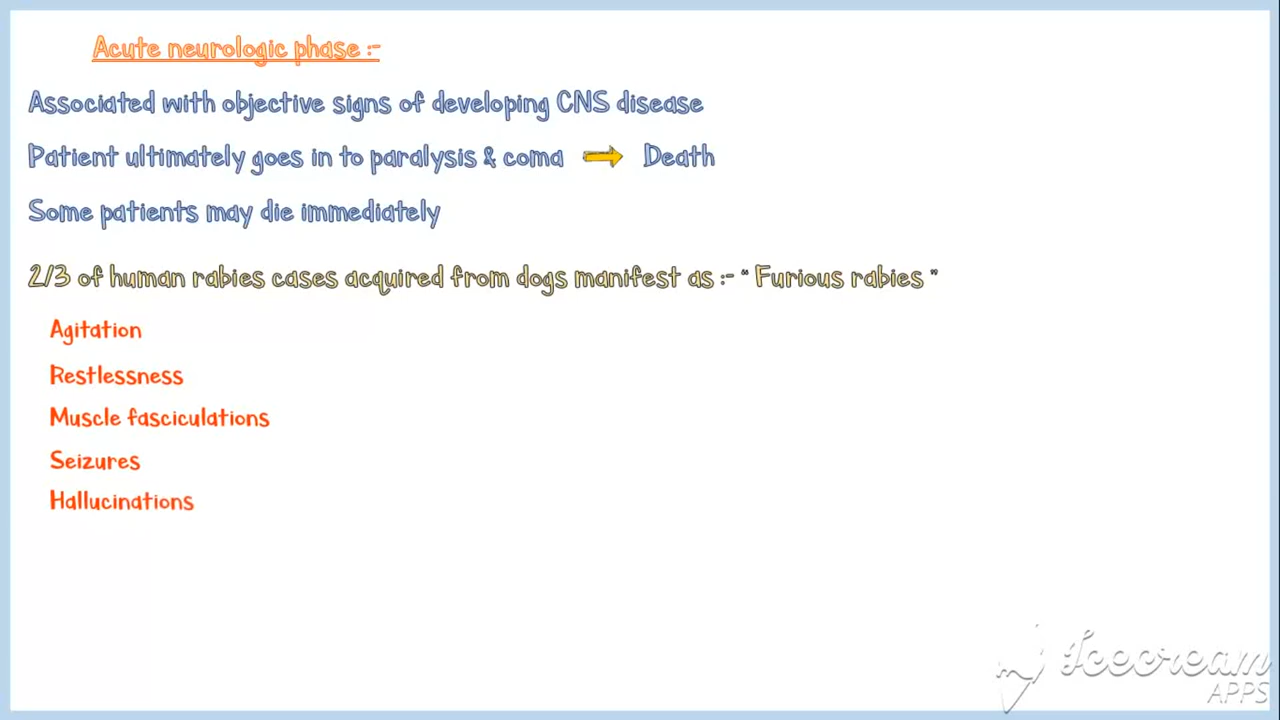 Acute neurologic phase :-
Associated with objective signs of developing CNS disease
Patient ultimately goes in to paralysis & coma Death
Some patients may die immediately
2/3 of human rabies cases acquired from dogs manifest as :- “ Furious rabies ”
Agitation
Restlessness
Muscle fasciculations
Seizures
Hallucinations
Icecream
APPS